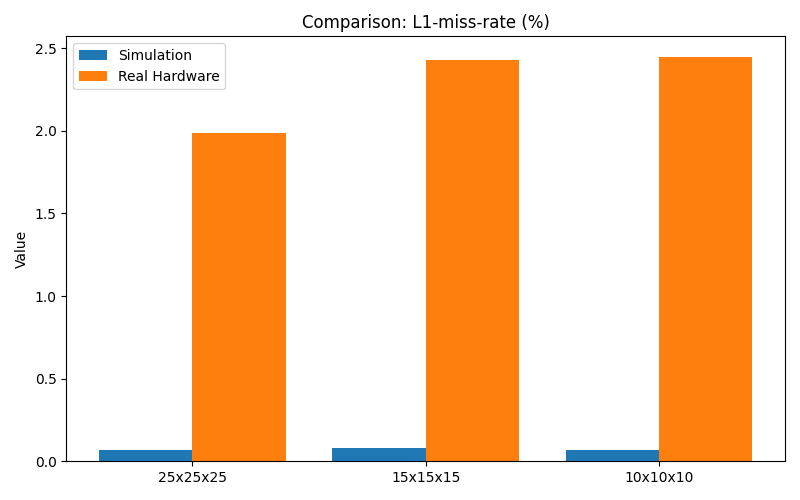 Comparison: L1-miss-rate (%)
Simulation
Real Hardware
Value
2.5
2.0
1.5
1.0
0.5
0.0
25x25x25
15x15x15
10x10x10